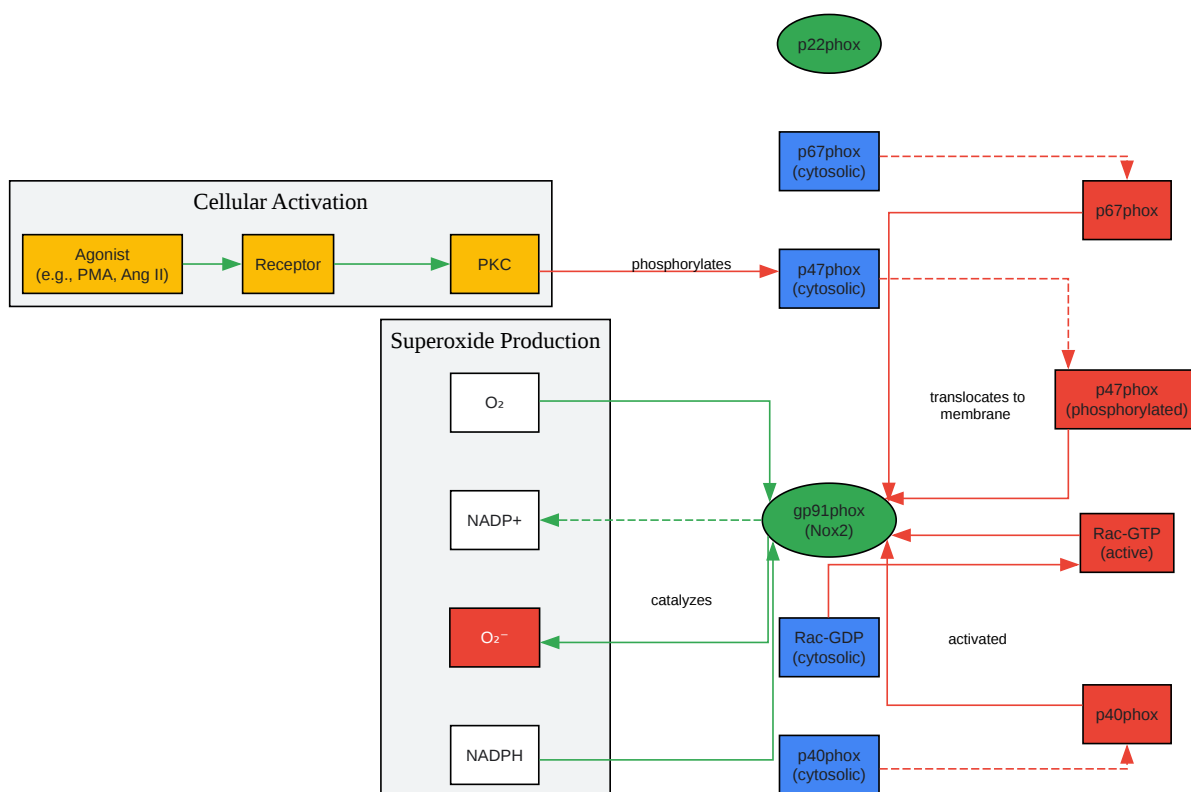 p22phox
p67phox
(cytosolic)
Cellular Activation
p67phox
Agonist
(e.g., PMA, Ang II)
Receptor
PKC
phosphorylates
p47phox
(cytosolic)
Superoxide Production
O₂
translocates to
membrane
p47phox
(phosphorylated)
NADP+
gp91phox
(Nox2)
Rac-GTP
(active)
catalyzes
O₂⁻
Rac-GDP
(cytosolic)
activated
p40phox
NADPH
p40phox
(cytosolic)